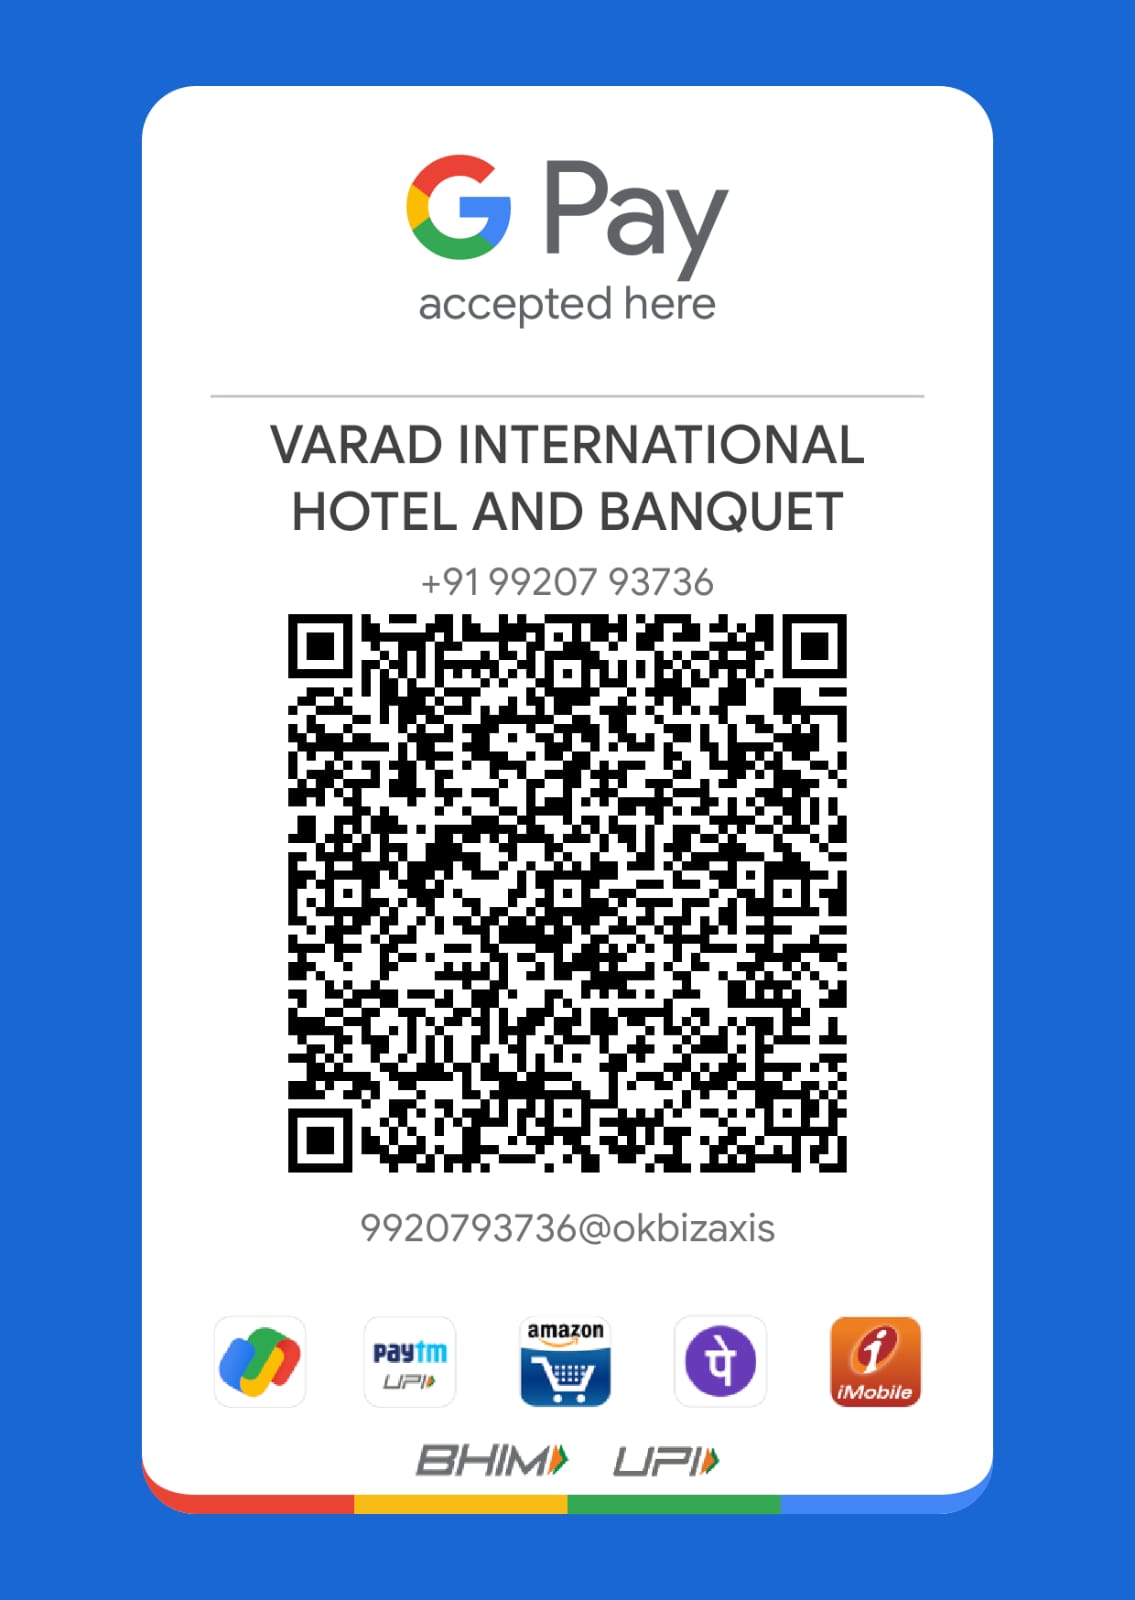 G Pay
accepted here
VARAD INTERNATIONAL
HOTEL AND BANQUET
+91 99207 93736
9920793736@okbizaxis
paytm
UPI
amazon
पे
i
iMobile
BHIM UPI